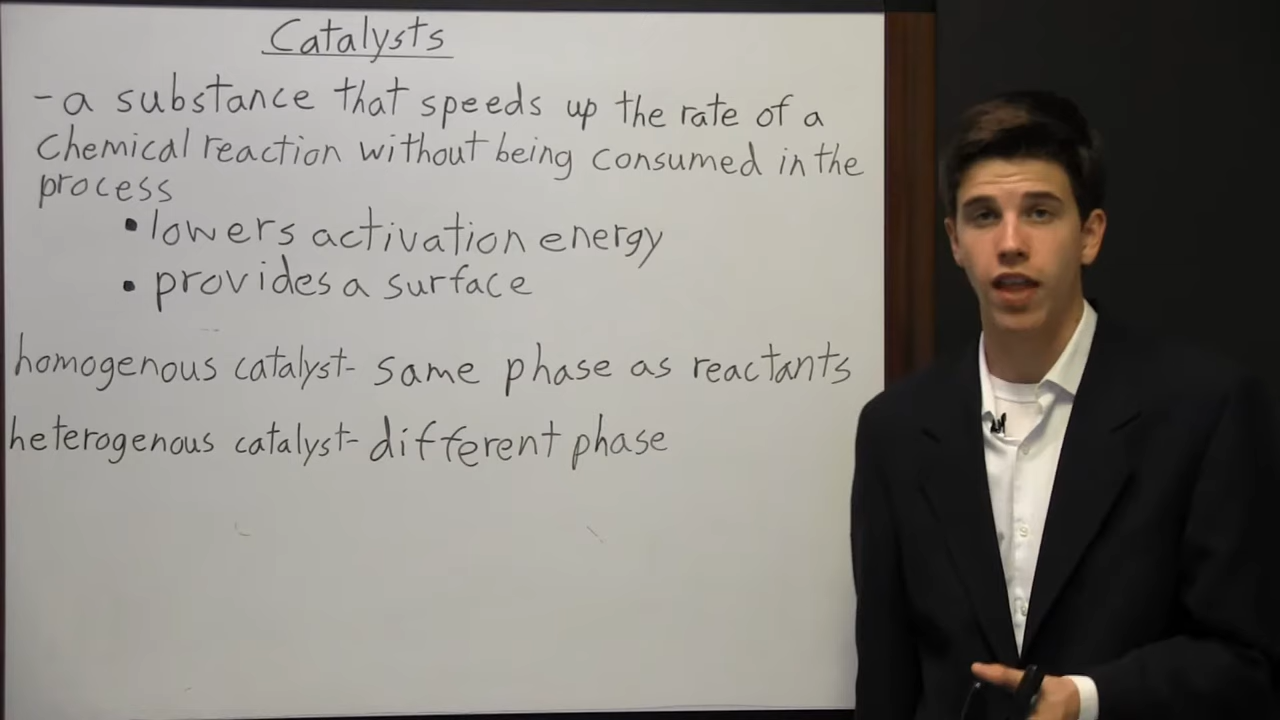 Catalysts
- a substance that speeds up the rate of a
chemical reaction without being consumed in the
process
• lowers activation energy
• provides a surface
homogenous catalyst- same phase as reactants
heterogenous catalyst- different phase